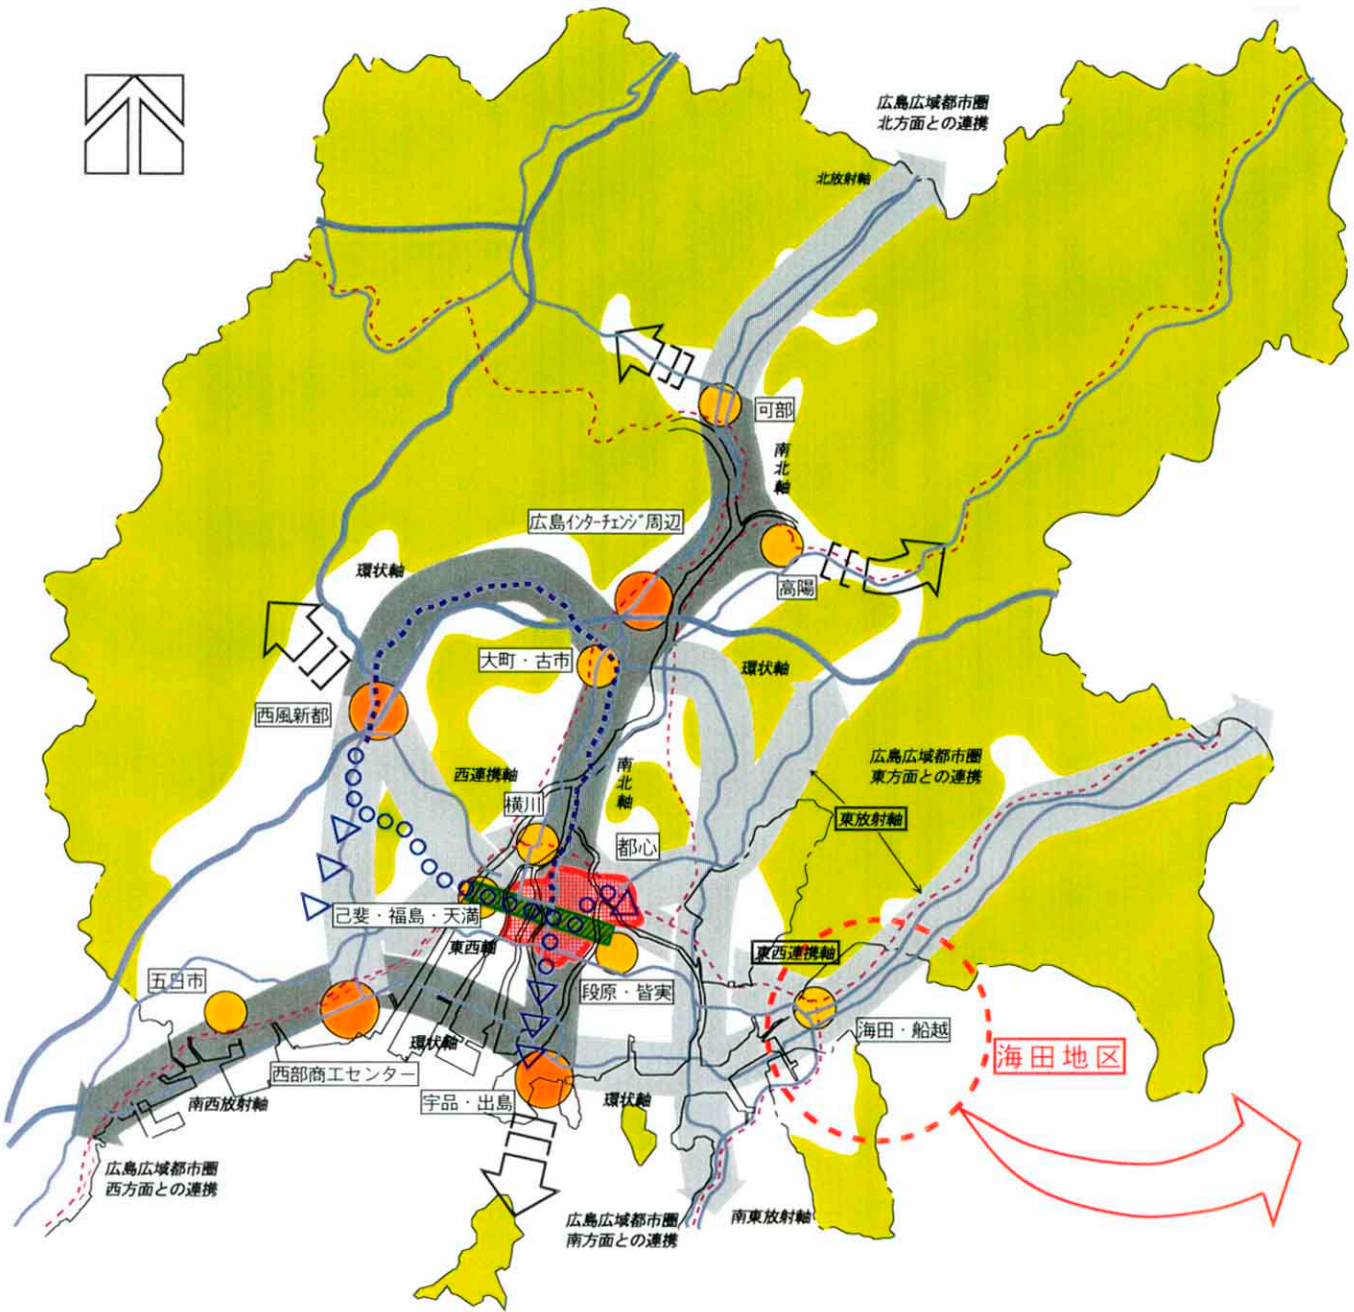 広島広域都市圏
北方面との連携
北放射軸
可部
南
北
軸
広島インターチェンジ周辺
環状軸
高陽
大町・古市
環状軸
西風新都
西連携軸
南
北
軸
広島広域都市圏
東方面との連携
横川
東放射軸
都心
己斐・福島・天満
東西軸
東西連携軸
五日市
段原・皆実
海田・船越
海田地区
環状軸
西部商工センター
宇品・出島
環状軸
南西放射軸
広島広域都市圏
西方面との連携
広島広域都市圏
南方面との連携
南東放射軸